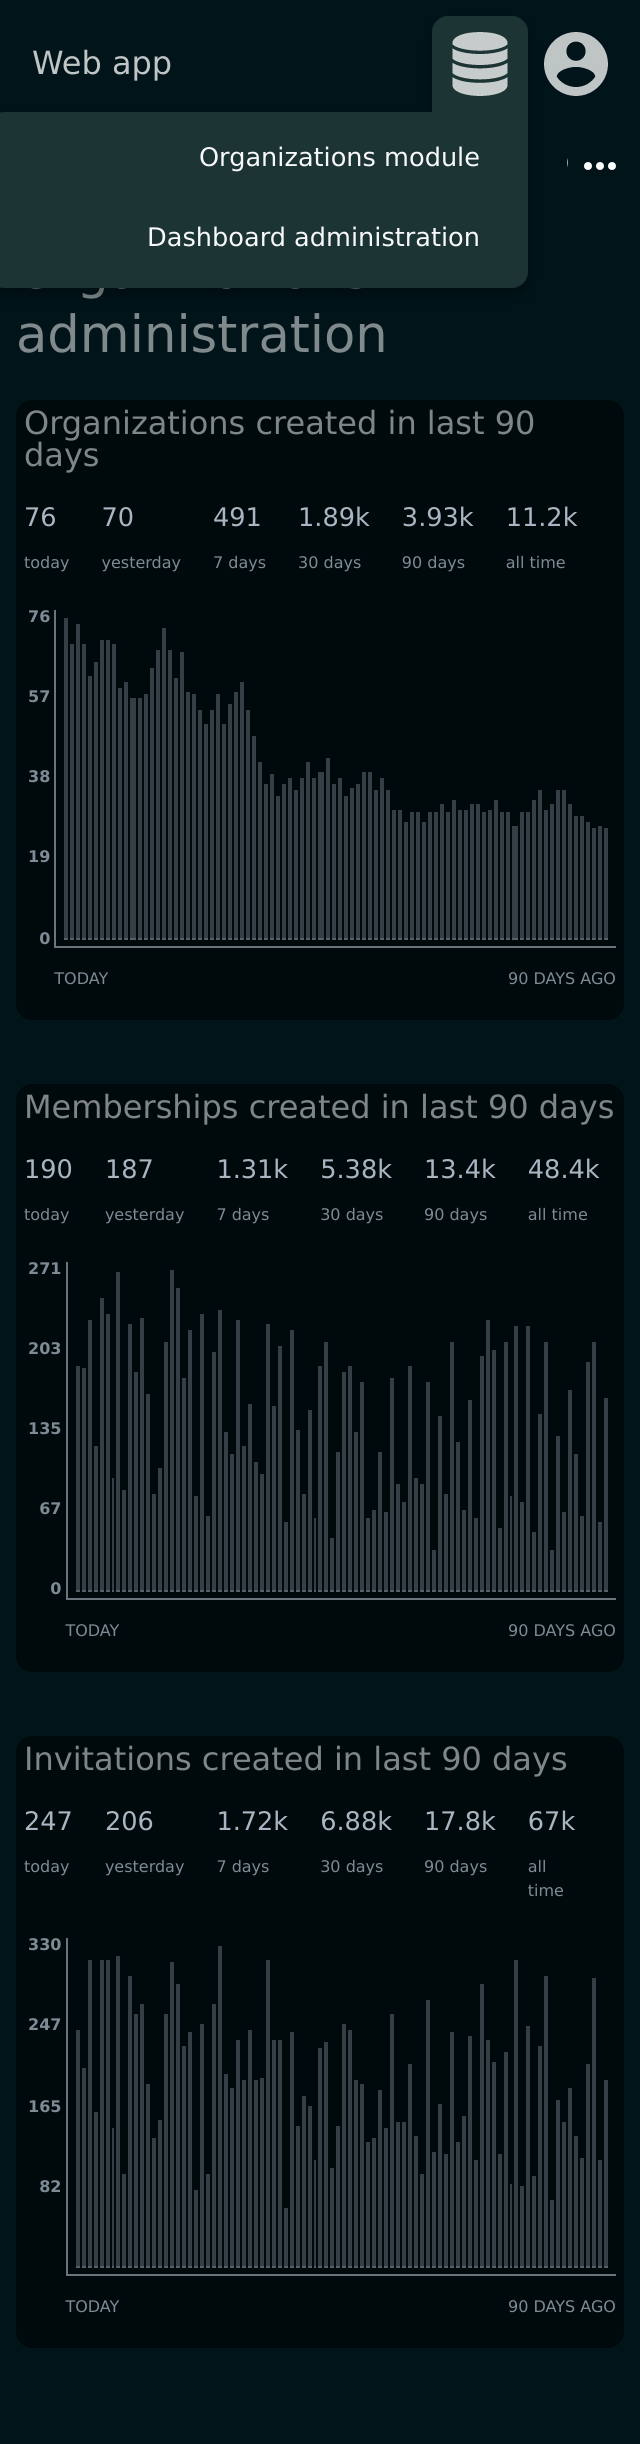 Web app
Organizations module
Dashboard administration
administration
Organizations created in last 90
days
76 70 491 1.89k 3.93k 11.2k
today yesterday 7 days 30 days 90 days all time
76
57
38
19
0
TODAY 90 DAYS AGO
Memberships created in last 90 days
190 187 1.31k 5.38k 13.4k 48.4k
today yesterday 7 days 30 days 90 days all time
271
203
135
67
0
TODAY 90 DAYS AGO
Invitations created in last 90 days
247 206 1.72k 6.88k 17.8k 67k
today yesterday 7 days 30 days 90 days all
time
330
247
165
82
TODAY 90 DAYS AGO